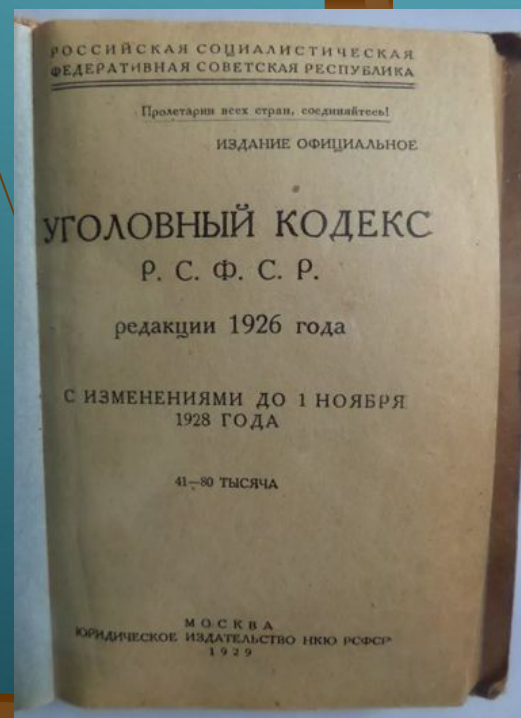 РОССИЙСКАЯ СОЦИАЛИСТИЧЕСКАЯ
ФЕДЕРАТИВНАЯ СОВЕТСКАЯ РЕСПУБЛИКА
Пролетарии всех стран, соединяйтесь!
ИЗДАНИЕ ОФИЦИАЛЬНОЕ
УГОЛОВНЫЙ КОДЕКС
Р. С. Ф. С. Р.
редакции 1926 года
С ИЗМЕНЕНИЯМИ ДО 1 НОЯБРЯ
1928 ГОДА
41—80 ТЫСЯЧА
МОСКВА
ЮРИДИЧЕСКОЕ ИЗДАТЕЛЬСТВО НКЮ РСФСР
1929